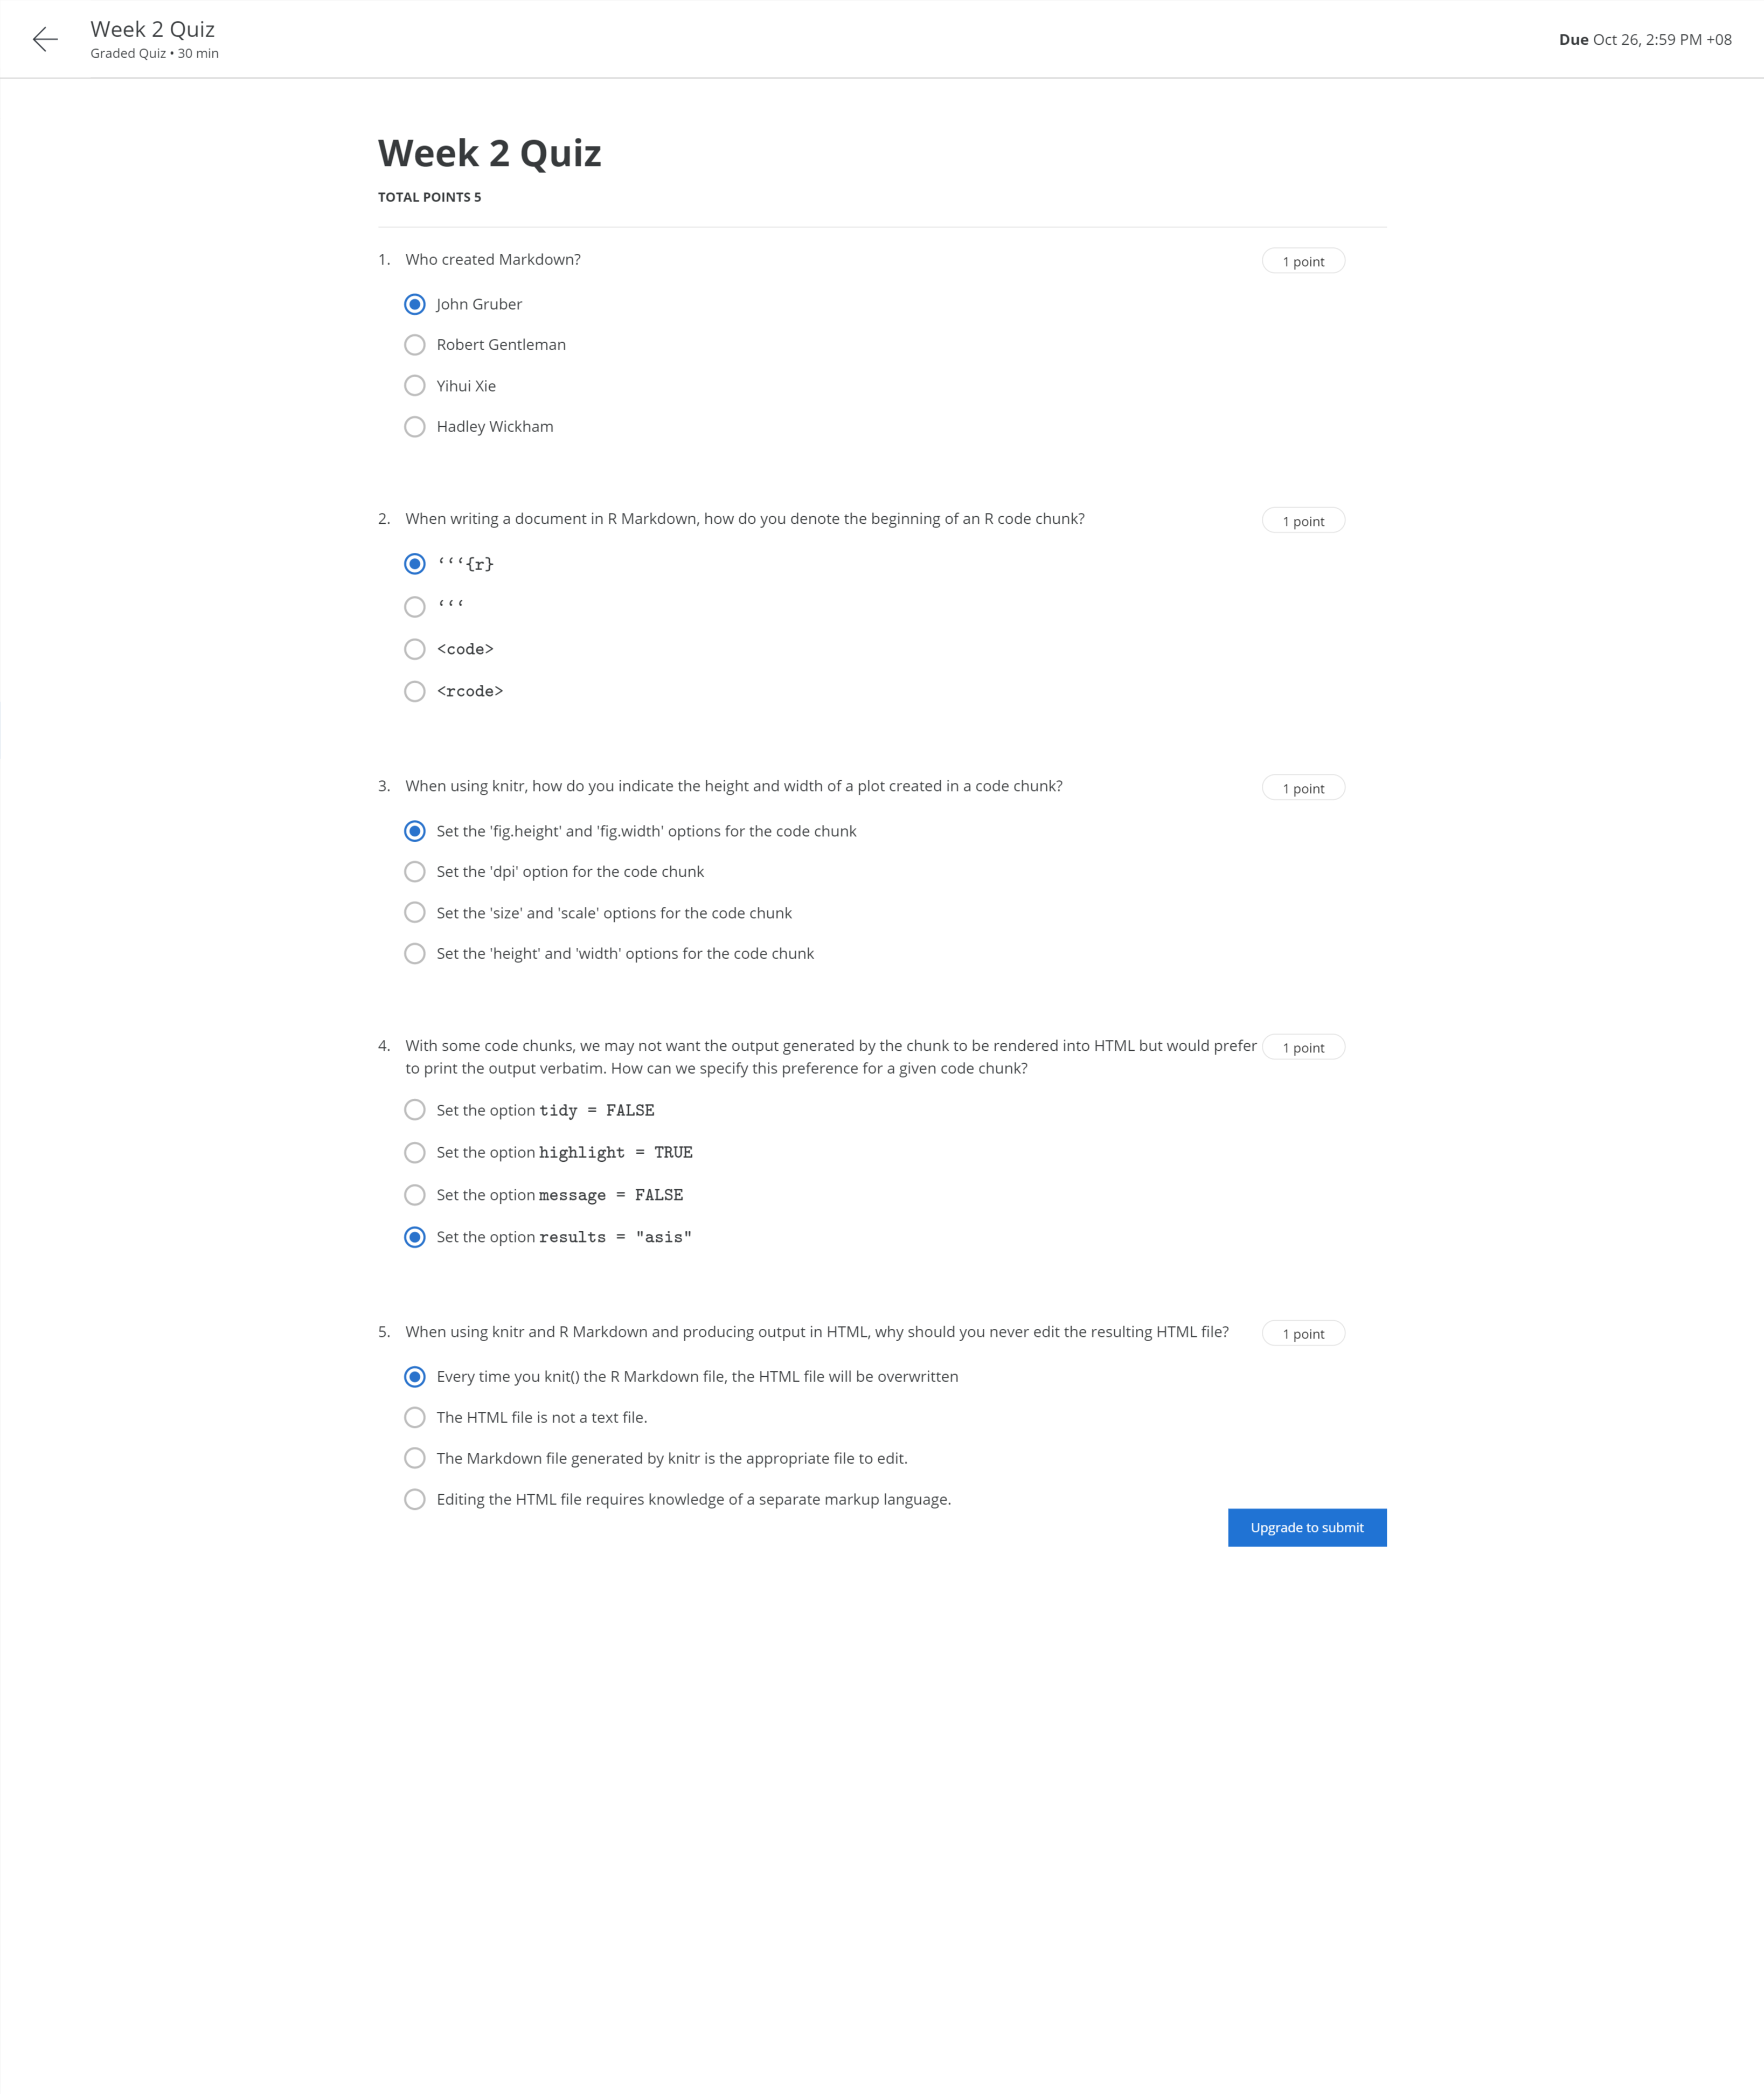 Week 2 Quiz
Graded Quiz • 30 min
Due Oct 26, 2:59 PM +08
Week 2 Quiz
TOTAL POINTS 5
1. Who created Markdown?
1 point
John Gruber
Robert Gentleman
Yihui Xie
Hadley Wickham
2. When writing a document in R Markdown, how do you denote the beginning of an R code chunk?
1 point
‘‘‘{r}
‘‘‘
<code>
<rcode>
3. When using knitr, how do you indicate the height and width of a plot created in a code chunk?
1 point
Set the 'fig.height' and 'fig.width' options for the code chunk
Set the 'dpi' option for the code chunk
Set the 'size' and 'scale' options for the code chunk
Set the 'height' and 'width' options for the code chunk
4. With some code chunks, we may not want the output generated by the chunk to be rendered into HTML but would prefer
1 point
to print the output verbatim. How can we specify this preference for a given code chunk?
Set the option tidy = FALSE
Set the option highlight = TRUE
Set the option message = FALSE
Set the option results = "asis"
5. When using knitr and R Markdown and producing output in HTML, why should you never edit the resulting HTML file?
1 point
Every time you knit() the R Markdown file, the HTML file will be overwritten
The HTML file is not a text file.
The Markdown file generated by knitr is the appropriate file to edit.
Editing the HTML file requires knowledge of a separate markup language.
Upgrade to submit